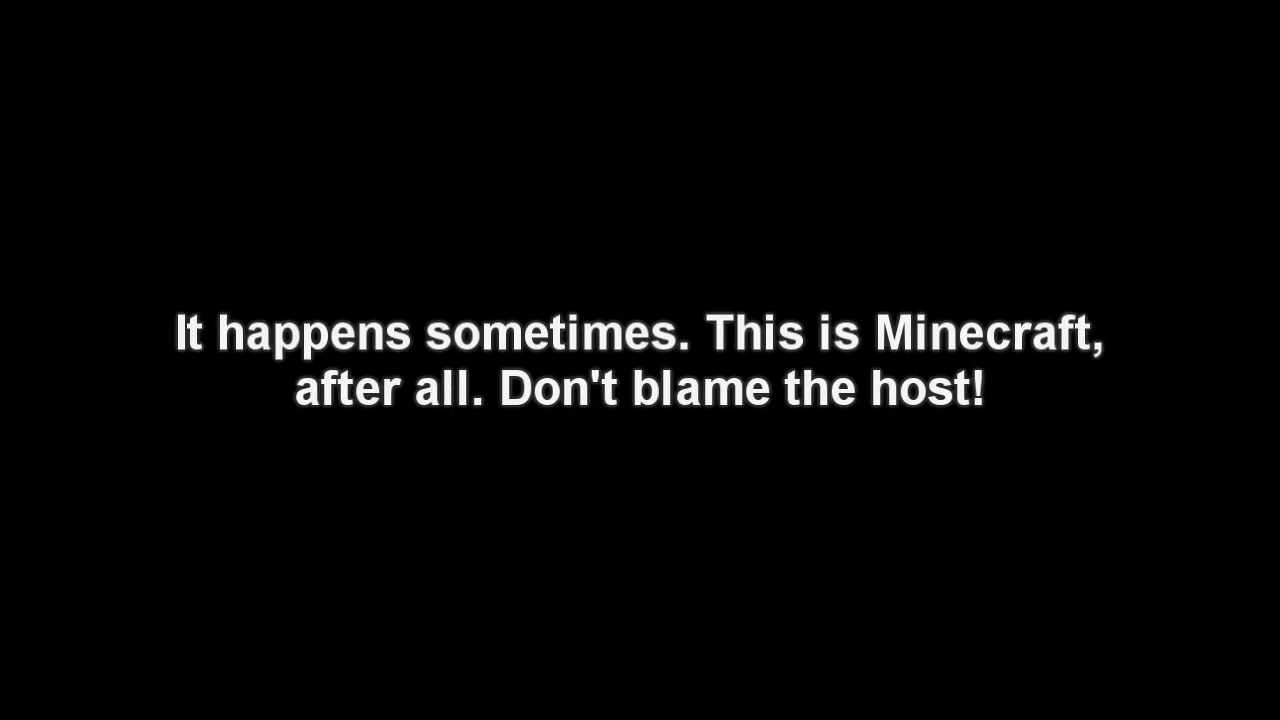 It happens sometimes. This is Minecraft,
after all. Don't blame the host!